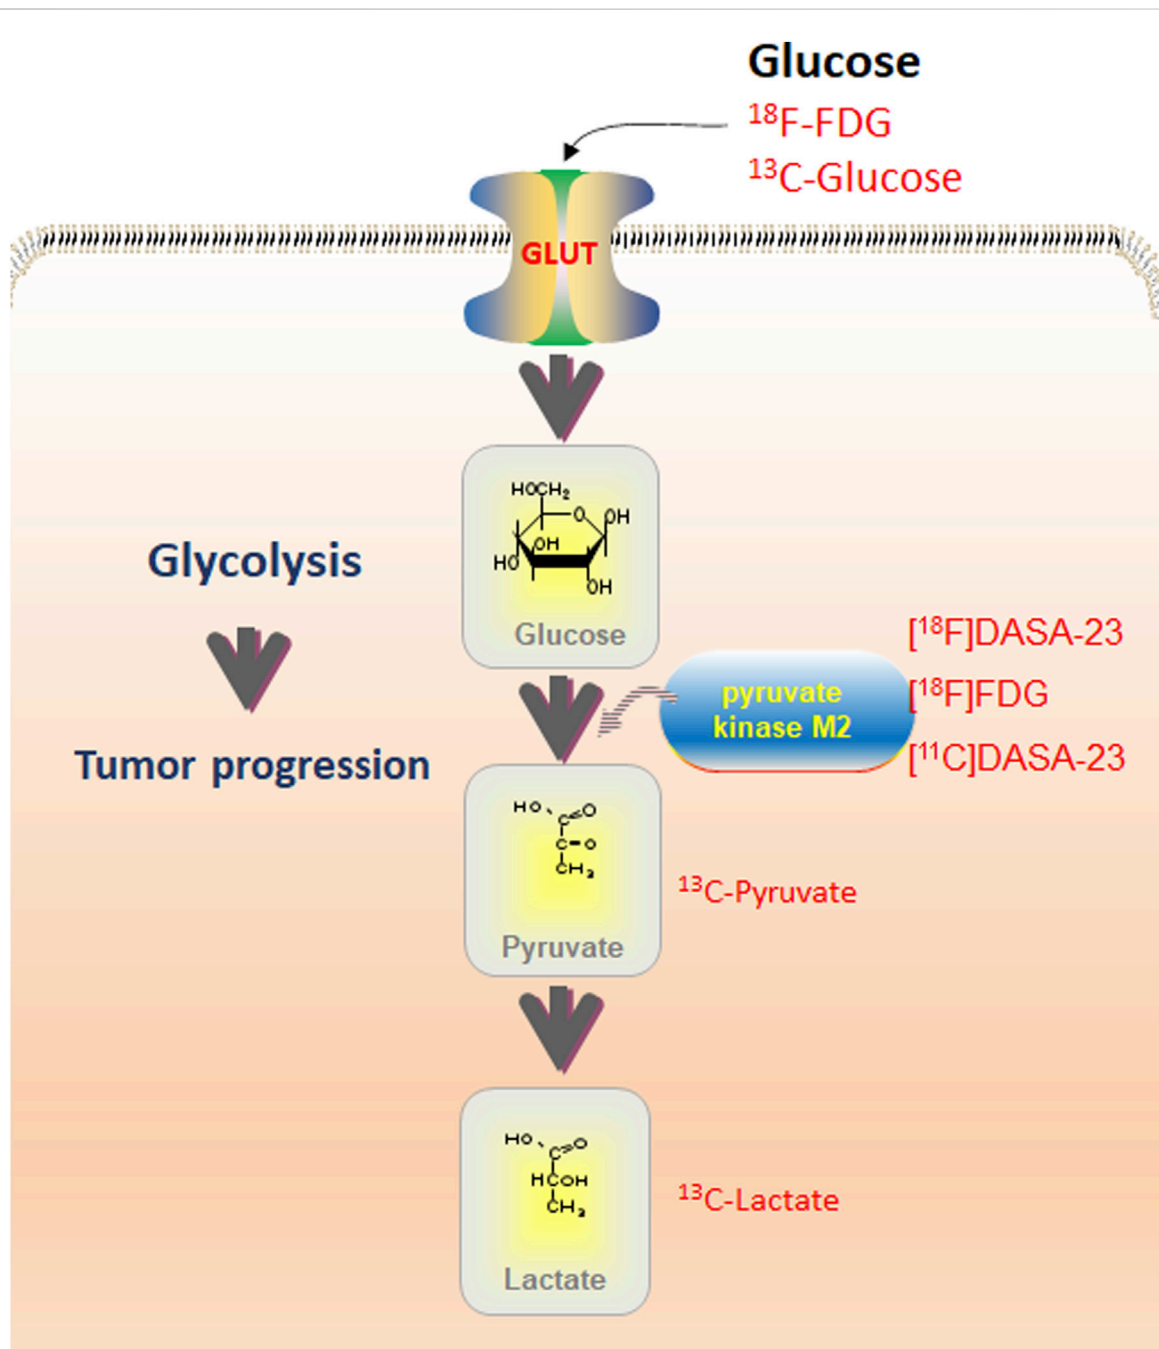 Glucose
¹⁸F-FDG
¹³C-Glucose
GLUT
HOCH₂
O
OH
OH
HO
OH
Glucose
Glycolysis
Tumor progression
[¹⁸F]DASA-23
[¹⁸F]FDG
[¹¹C]DASA-23
pyruvate
kinase M2
HO
C
O
C=O
CH₃
Pyruvate
¹³C-Pyruvate
HO
C
O
HCOH
CH₃
Lactate
¹³C-Lactate